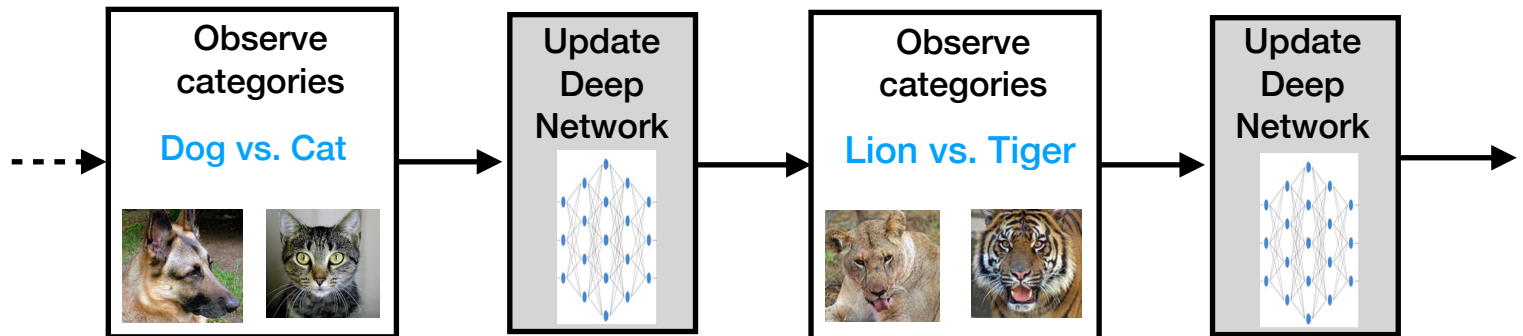 Observe
categories
Dog vs. Cat
Update
Deep
Network
Observe
categories
Lion vs. Tiger
Update
Deep
Network